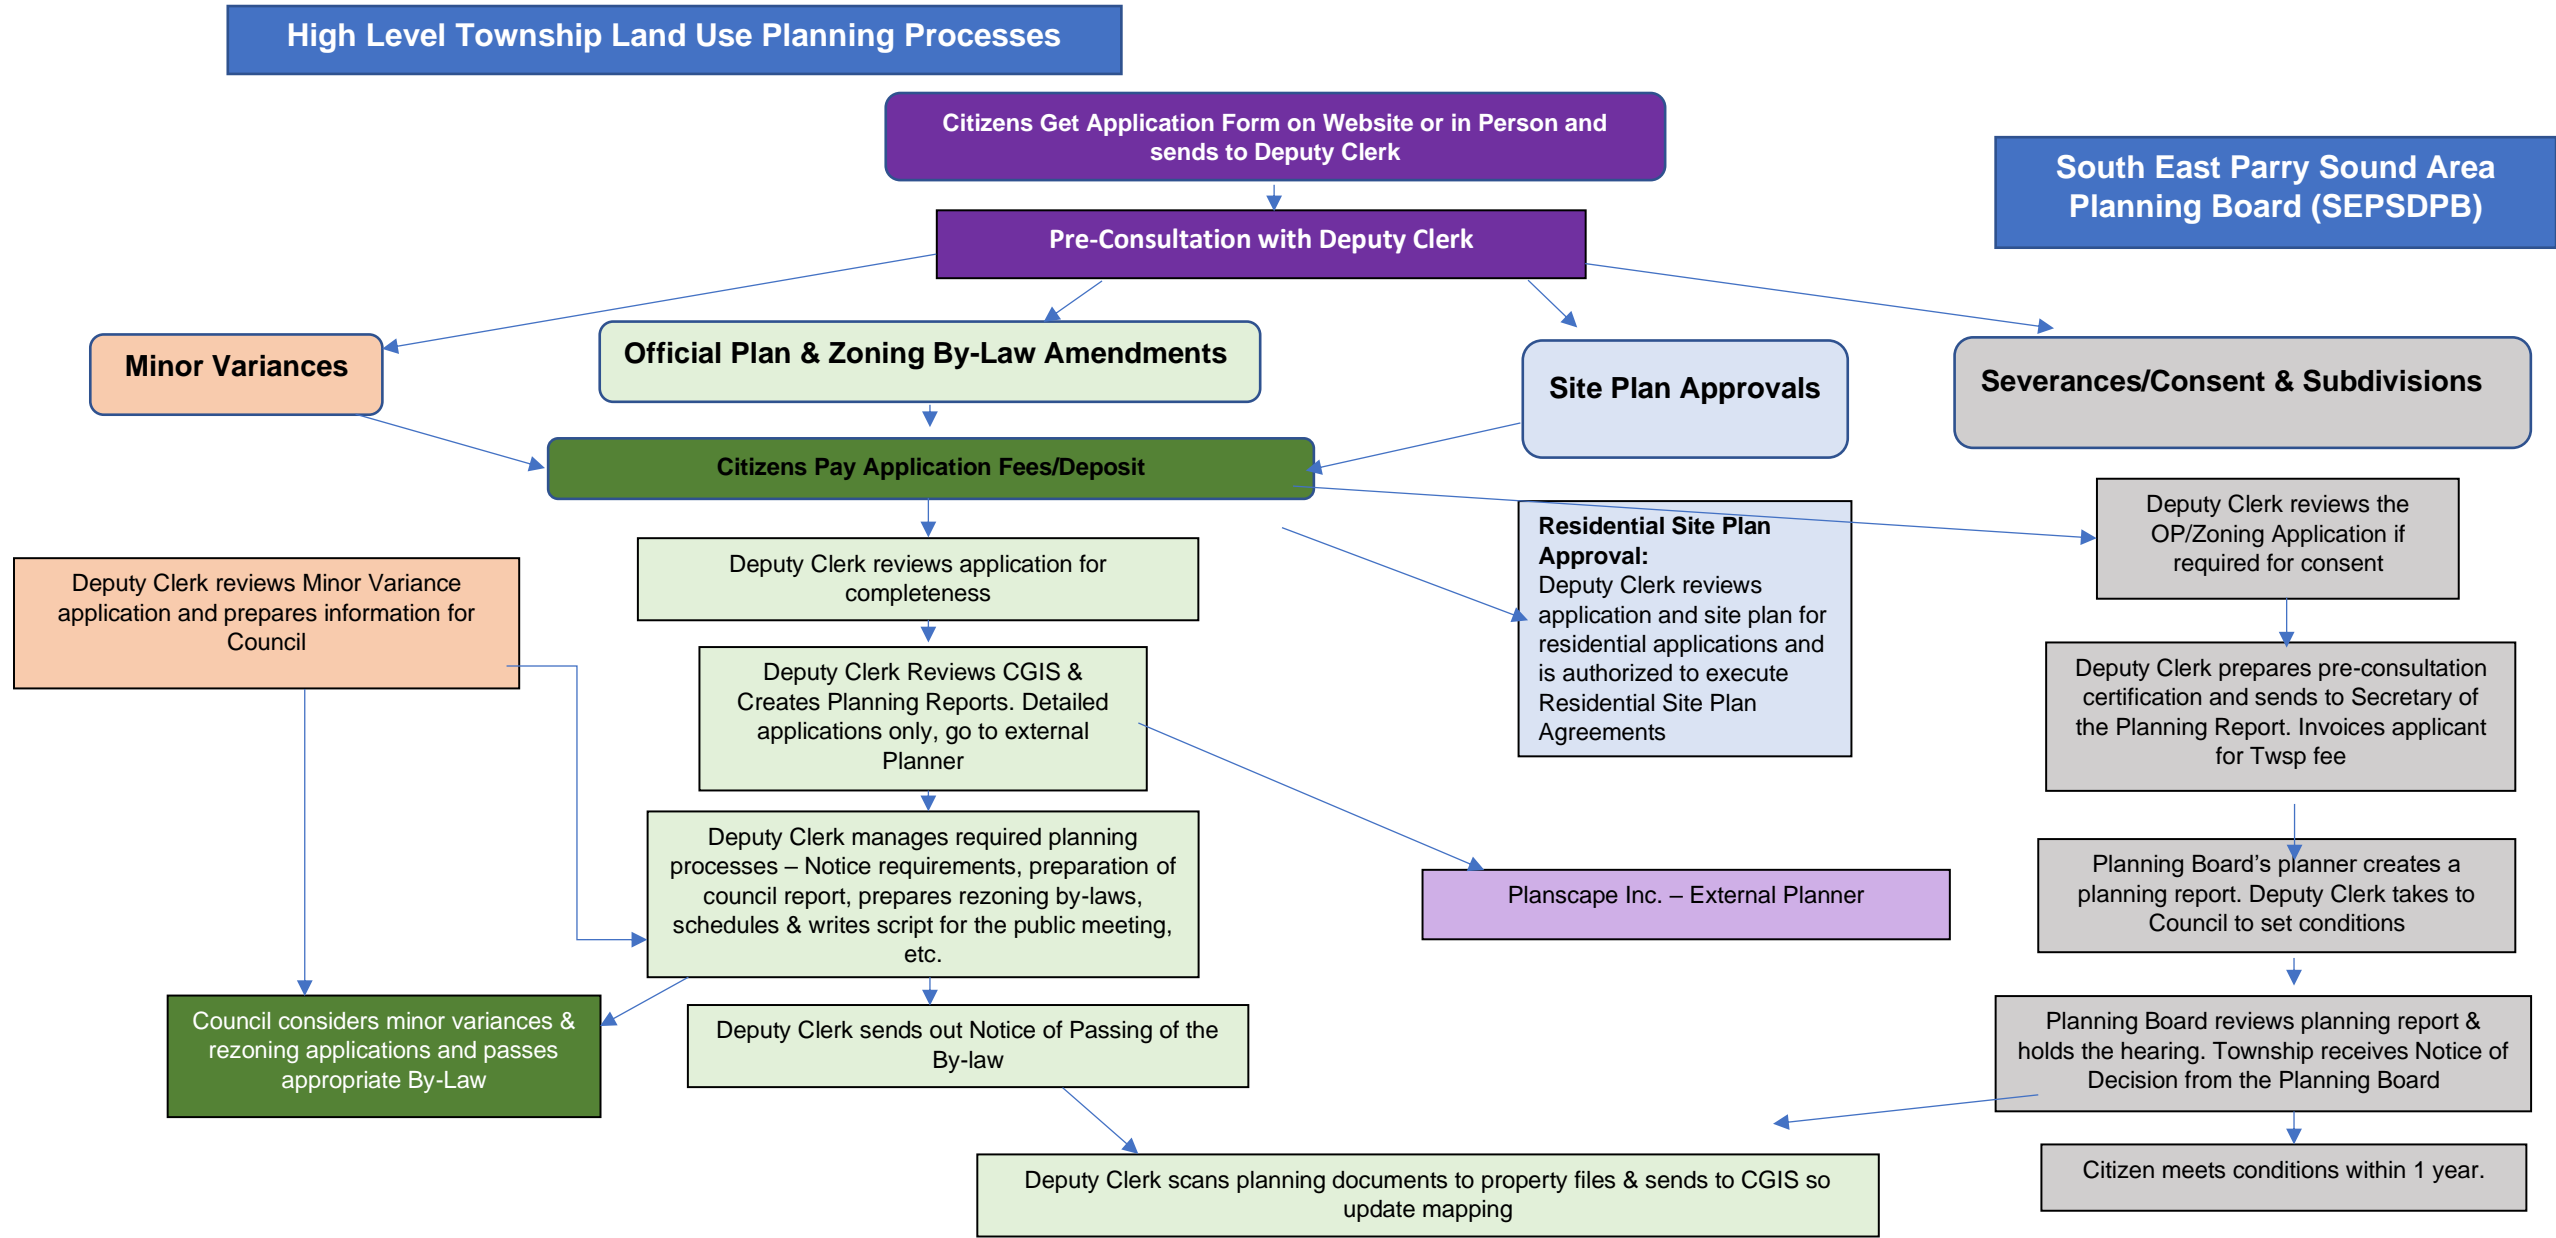 High Level Township Land Use Planning Processes
Citizens Get Application Form on Website or in Person and
sends to Deputy Clerk
South East Parry Sound Area
Planning Board (SEPSDPB)
Pre-Consultation with Deputy Clerk
Minor Variances
Official Plan & Zoning By-Law Amendments
Site Plan Approvals
Severances/Consent & Subdivisions
Citizens Pay Application Fees/Deposit
Deputy Clerk reviews Minor Variance
application and prepares information for
Council
Deputy Clerk reviews application for
completeness
Residential Site Plan
Approval:
Deputy Clerk reviews
application and site plan for
residential applications and
is authorized to execute
Residential Site Plan
Agreements
Deputy Clerk reviews the
OP/Zoning Application if
required for consent
Deputy Clerk Reviews CGIS &
Creates Planning Reports. Detailed
applications only, go to external
Planner
Deputy Clerk prepares pre-consultation
certification and sends to Secretary of
the Planning Report. Invoices applicant
for Twsp fee
Deputy Clerk manages required planning
processes – Notice requirements, preparation of
council report, prepares rezoning by-laws,
schedules & writes script for the public meeting,
etc.
Planscape Inc. – External Planner
Planning Board's planner creates a
planning report. Deputy Clerk takes to
Council to set conditions
Council considers minor variances &
rezoning applications and passes
appropriate By-Law
Deputy Clerk sends out Notice of Passing of the
By-law
Planning Board reviews planning report &
holds the hearing. Township receives Notice of
Decision from the Planning Board
Deputy Clerk scans planning documents to property files & sends to CGIS so
update mapping
Citizen meets conditions within 1 year.